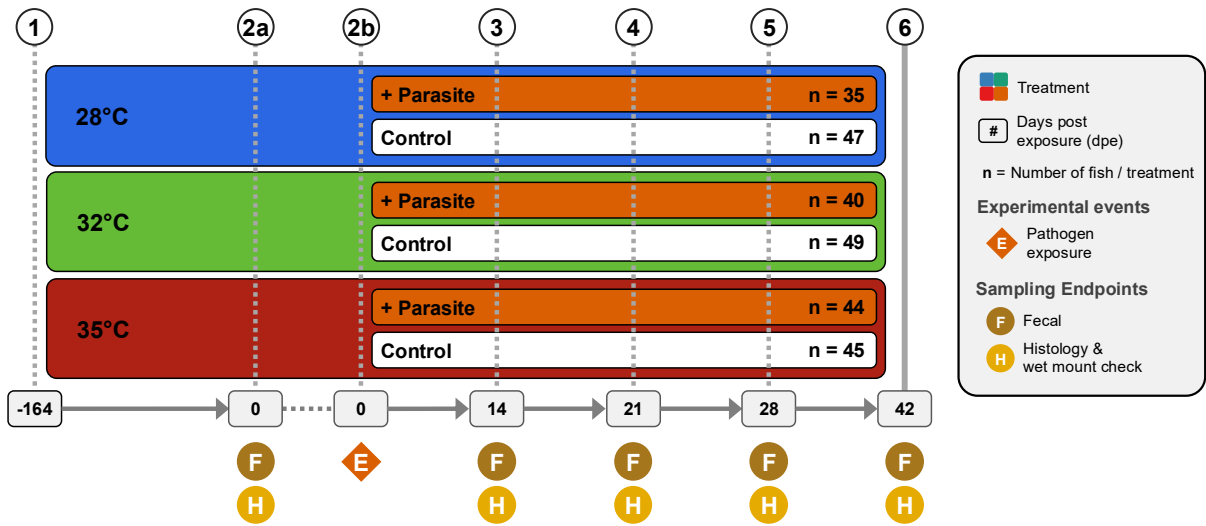 1 2a 2b 3 4 5 6
28°C
+ Parasite n = 35
Control n = 47
32°C
+ Parasite n = 40
Control n = 49
35°C
+ Parasite n = 44
Control n = 45
-164 0 0 14 21 28 42
F E F F F F
H H H H H
Treatment
# Days post
exposure (dpe)
n = Number of fish / treatment
Experimental events
E Pathogen
exposure
Sampling Endpoints
F Fecal
H Histology &
wet mount check